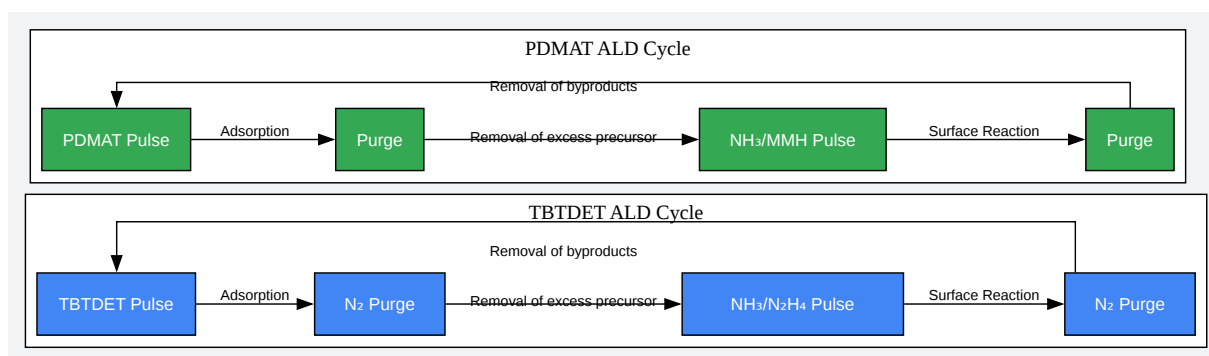 PDMAT ALD Cycle
Removal of byproducts
PDMAT Pulse
Adsorption
Purge
Removal of excess precursor
NH₃/MMH Pulse
Surface Reaction
Purge
TBTDET ALD Cycle
Removal of byproducts
TBTDET Pulse
Adsorption
N₂ Purge
Removal of excess precursor
NH₃/N₂H₄ Pulse
Surface Reaction
N₂ Purge